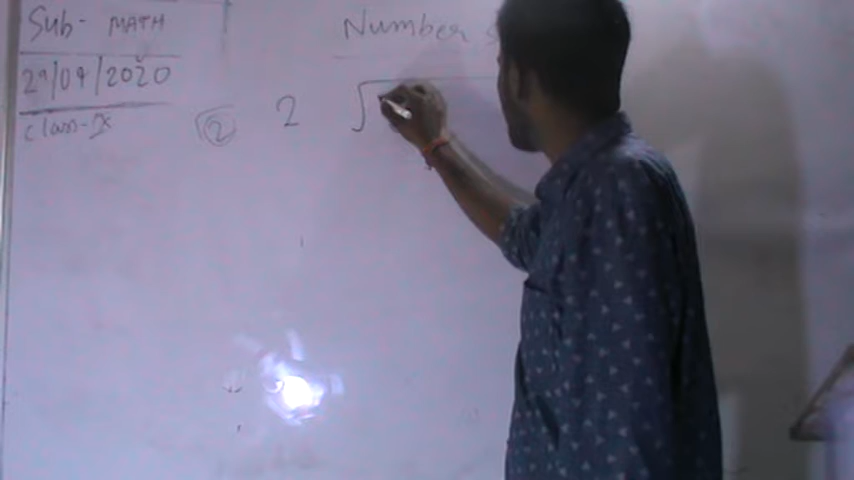 Sub- MATH
Number
29/04/2020
Class-IX
② 2